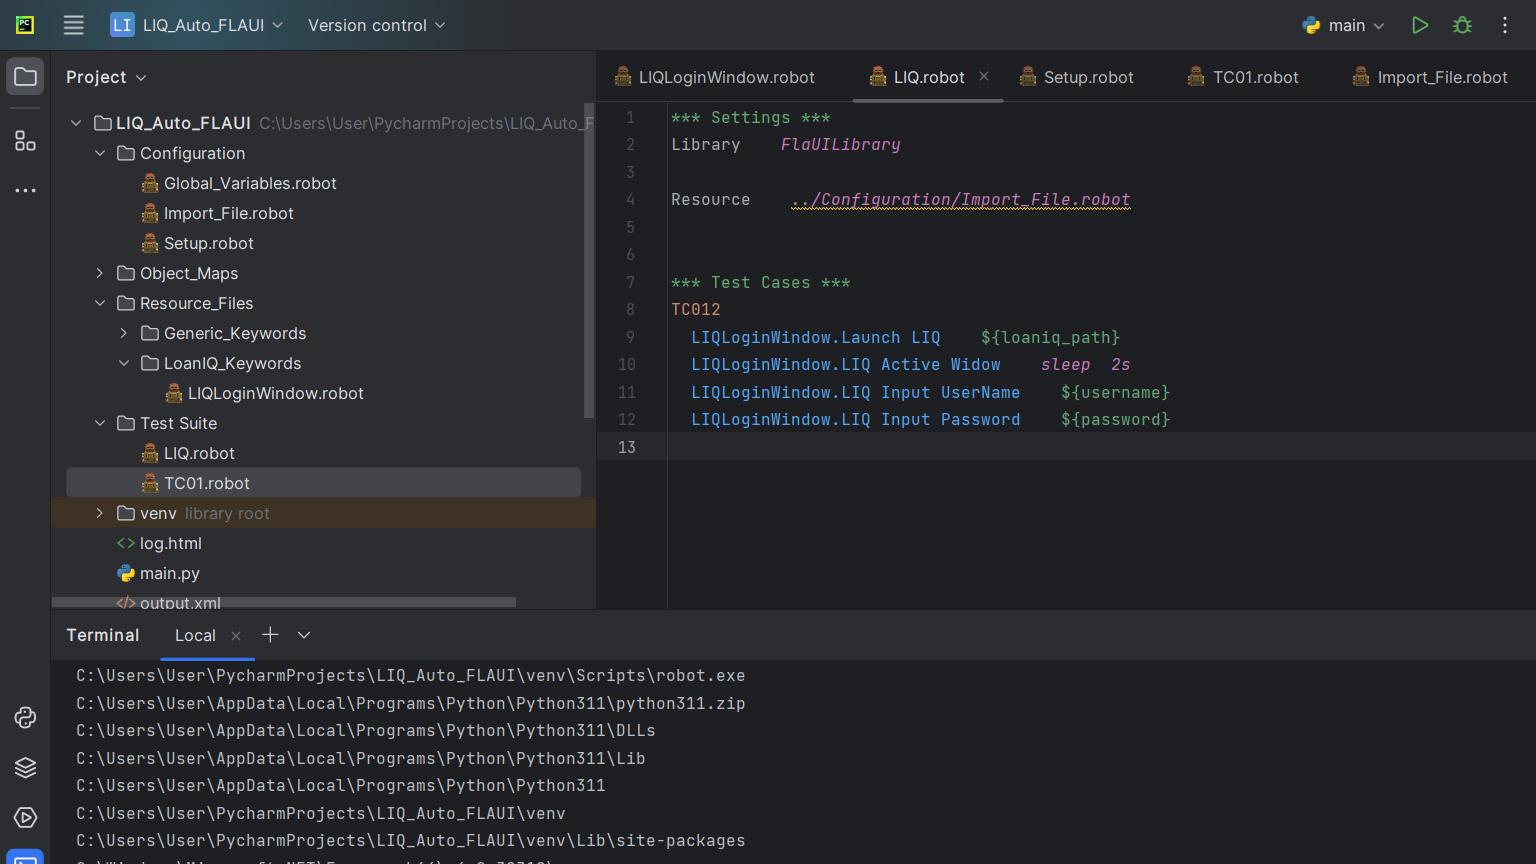 PC
LI LIQ_Auto_FLAUI Version control main
Project
LIQ_Auto_FLAUI C:\Users\User\PycharmProjects\LIQ_Auto_F
Configuration
Global_Variables.robot
Import_File.robot
Setup.robot
Object_Maps
Resource_Files
Generic_Keywords
LoanIQ_Keywords
LIQLoginWindow.robot
Test Suite
LIQ.robot
TC01.robot
venv library root
log.html
main.py
output.xml
LIQLoginWindow.robot LIQ.robot Setup.robot TC01.robot Import_File.robot
1 *** Settings ***
2 Library FlaUILibrary
3
4 Resource ../Configuration/Import_File.robot
5
6
7 *** Test Cases ***
8 TC012
9 LIQLoginWindow.Launch LIQ ${loaniq_path}
10 LIQLoginWindow.LIQ Active Widow sleep 2s
11 LIQLoginWindow.LIQ Input UserName ${username}
12 LIQLoginWindow.LIQ Input Password ${password}
13
Terminal Local
C:\Users\User\PycharmProjects\LIQ_Auto_FLAUI\venv\Scripts\robot.exe
C:\Users\User\AppData\Local\Programs\Python\Python311\python311.zip
C:\Users\User\AppData\Local\Programs\Python\Python311\DLLs
C:\Users\User\AppData\Local\Programs\Python\Python311\Lib
C:\Users\User\AppData\Local\Programs\Python\Python311
C:\Users\User\PycharmProjects\LIQ_Auto_FLAUI\venv
C:\Users\User\PycharmProjects\LIQ_Auto_FLAUI\venv\Lib\site-packages